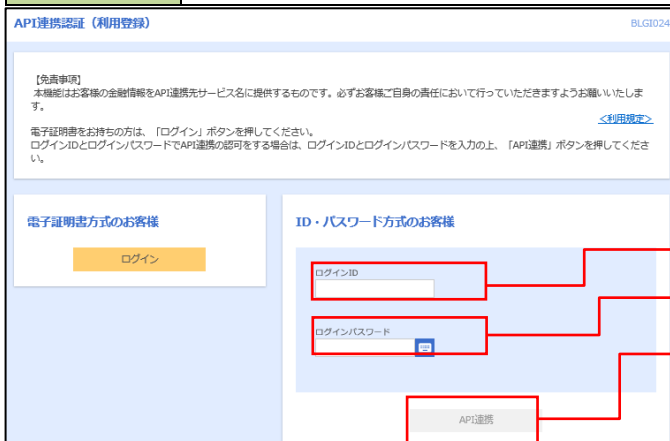 API連携認証（利用登録）
BLGI024
【免責事項】
本機能はお客様の金融情報をAPI連携先サービス名に提供するものです。必ずお客様ご自身の責任において行っていただきますようお願いいたしま
す。
<利用規定>
電子証明書をお持ちの方は、「ログイン」ボタンを押してください。
ログインIDとログインパスワードでAPI連携の認可をする場合は、ログインIDとログインパスワードを入力の上、「API連携」ボタンを押してくださ
い。
電子証明書方式のお客様
ログイン
ID・パスワード方式のお客様
ログインID
ログインパスワード
API連携